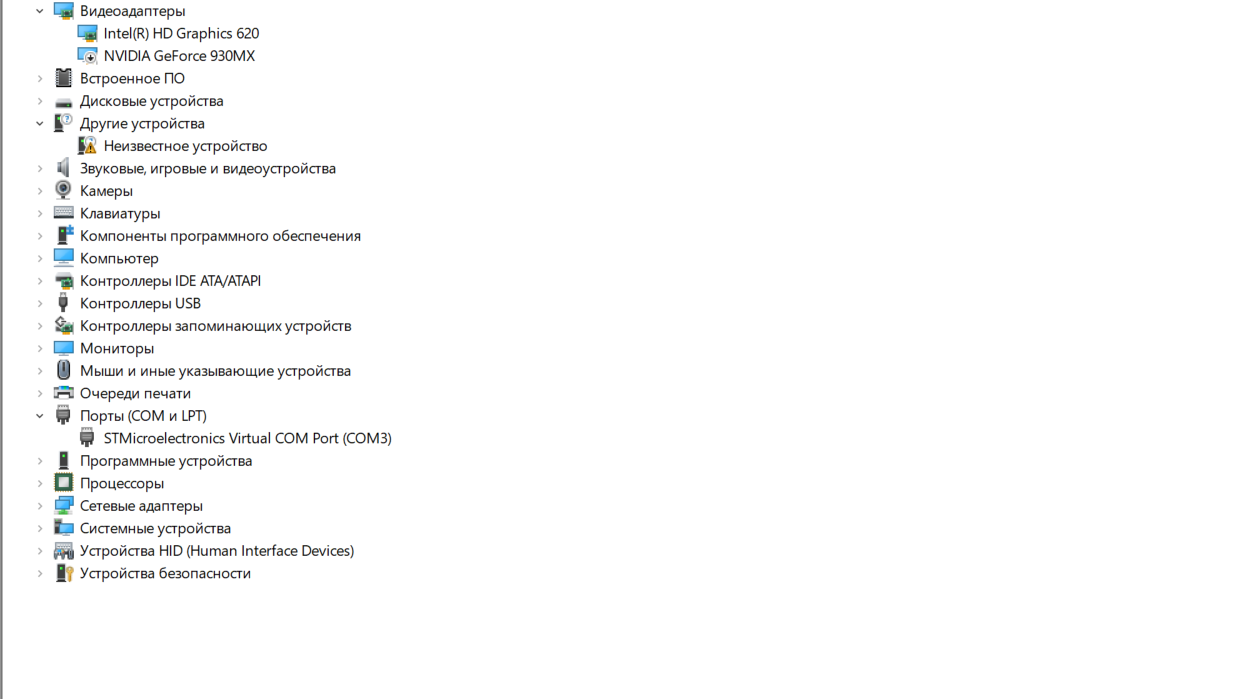 Видеоадаптеры
Intel(R) HD Graphics 620
NVIDIA GeForce 930MX
Встроенное ПО
Дисковые устройства
Другие устройства
Неизвестное устройство
Звуковые, игровые и видеоустройства
Камеры
Клавиатуры
Компоненты программного обеспечения
Компьютер
Контроллеры IDE ATA/ATAPI
Контроллеры USB
Контроллеры запоминающих устройств
Мониторы
Мыши и иные указывающие устройства
Очереди печати
Порты (COM и LPT)
STMicroelectronics Virtual COM Port (COM3)
Программные устройства
Процессоры
Сетевые адаптеры
Системные устройства
Устройства HID (Human Interface Devices)
Устройства безопасности